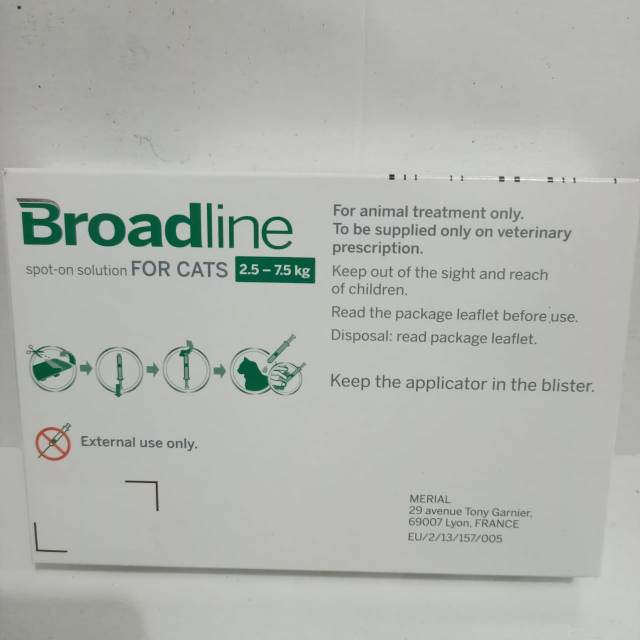 Broadline
spot-on solution FOR CATS 2.5 – 7.5 kg
External use only.
For animal treatment only.
To be supplied only on veterinary
prescription.
Keep out of the sight and reach
of children.
Read the package leaflet before use.
Disposal: read package leaflet.
Keep the applicator in the blister.
MERIAL
29 avenue Tony Garnier,
69007 Lyon, FRANCE
EU/2/13/157/005